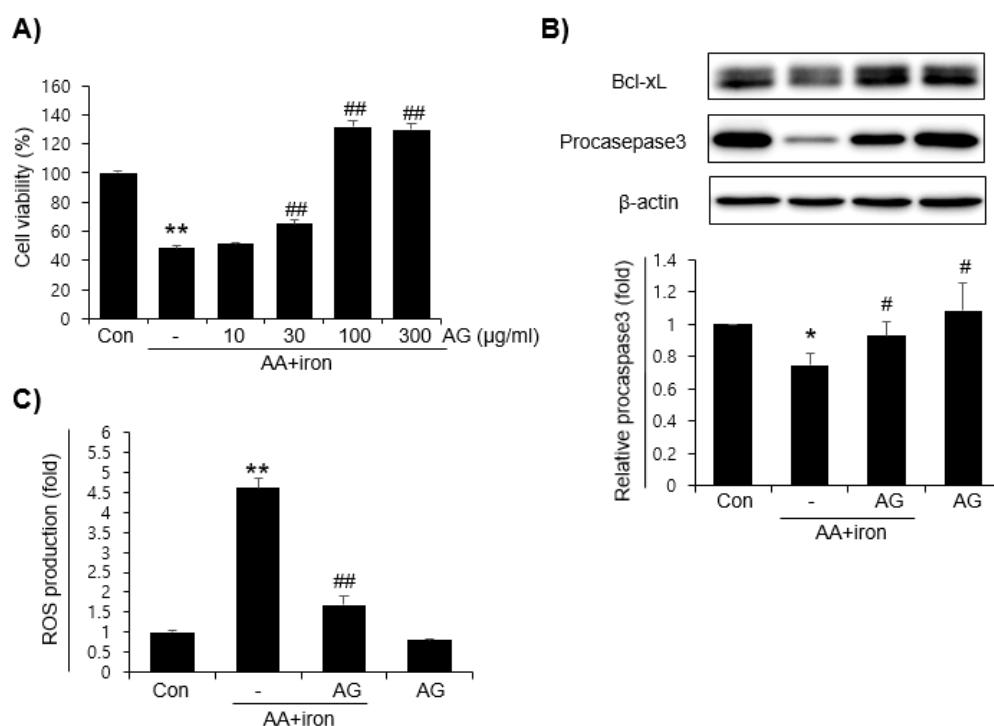 A)
Cell viability (%)
160
140
120
100
80
60
40
20
0
**
##
##
##
Con - 10 30 100 300 AG (μg/ml)
AA+iron
B)
Bcl-xL
Procasepase3
β-actin
Relative procaspase3 (fold)
1.4
1.2
1
0.8
0.6
0.4
0.2
0
*
#
#
Con - AG AG
AA+iron
C)
ROS production (fold)
6
5.5
5
4.5
4
3.5
3
2.5
2
1.5
1
0.5
0
**
##
Con - AG AG
AA+iron